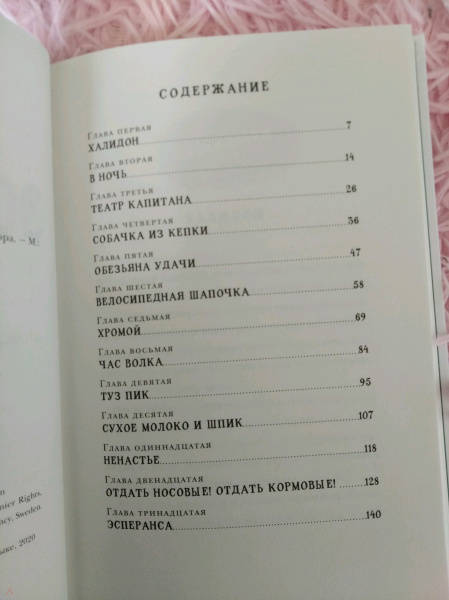 СОДЕРЖАНИЕ
Глава первая
ХАЛИДОН 7
Глава вторая
В НОЧЬ 14
Глава третья
ТЕАТР КАПИТАНА 26
Глава четвертая
СОБАЧКА ИЗ КЕПКИ 36
Глава пятая
ОБЕЗЬЯНА УДАЧИ 47
Глава шестая
ВЕЛОСИПЕДНАЯ ШАПОЧКА 58
Глава седьмая
ХРОМОЙ 69
Глава восьмая
ЧАС ВОЛКА 84
Глава девятая
ТУЗ ПИК 95
Глава десятая
СУХОЕ МОЛОКО И ШПИК 107
Глава одиннадцатая
НЕНАСТЬЕ 118
Глава двенадцатая
ОТДАТЬ НОСОВЫЕ! ОТДАТЬ КОРМОВЫЕ! 128
Глава тринадцатая
ЭСПЕРАНСА 140
– М.:
Rights,
Sweden
2020